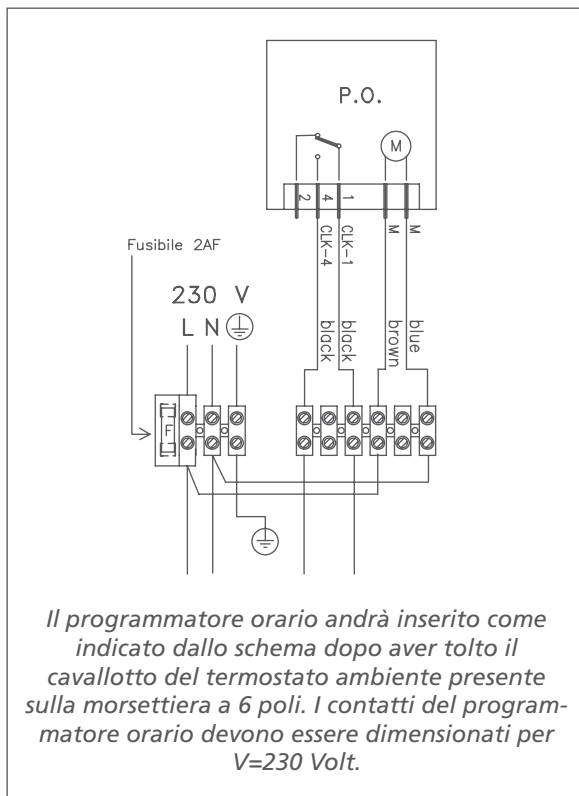 P.O.
M
2
4
1
CLK-4
CLK-1
M
M
Fusibile 2AF
230 V
L N
black
black
brown
blue
F
Il programmatore orario andrà inserito come
indicato dallo schema dopo aver tolto il
cavallotto del termostato ambiente presente
sulla morsettiera a 6 poli. I contatti del program-
matore orario devono essere dimensionati per
V=230 Volt.